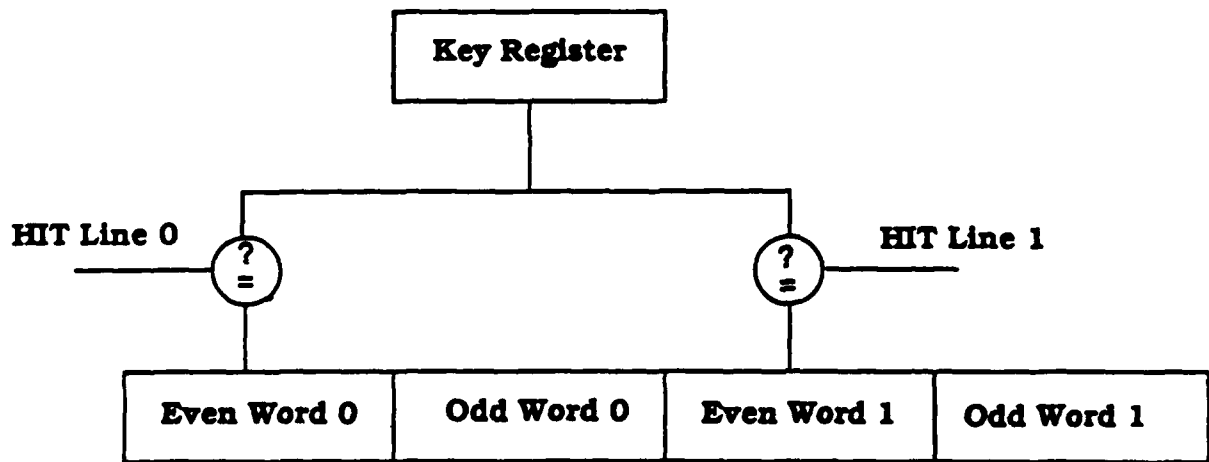 Key Register
HIT Line 0
?
=
?
=
HIT Line 1
Even Word 0
Odd Word 0
Even Word 1
Odd Word 1